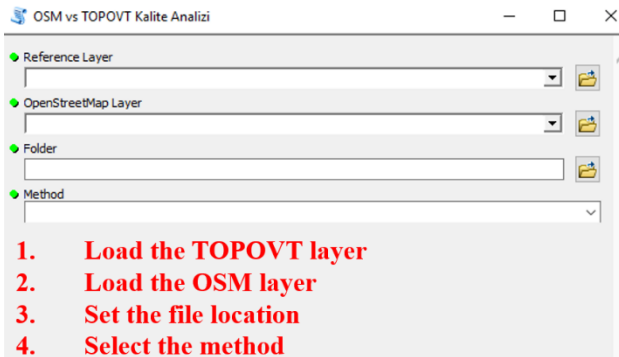 OSM vs TOPOVT Kalite Analizi
Reference Layer
OpenStreetMap Layer
Folder
Method
1. Load the TOPOVT layer
2. Load the OSM layer
3. Set the file location
4. Select the method